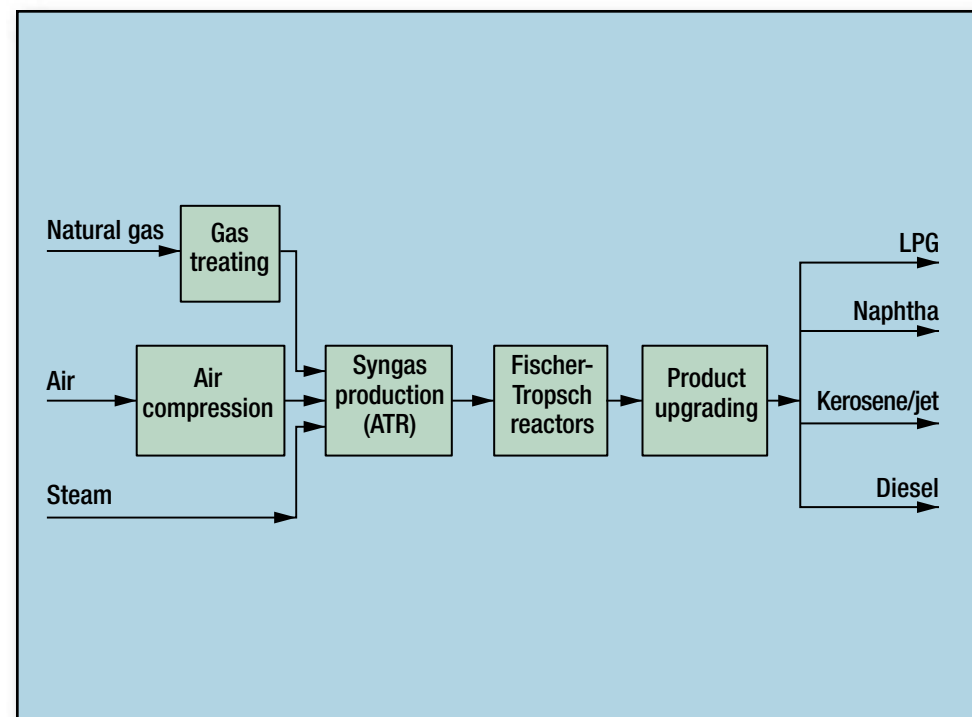 Natural gas
Gas
treating
Air
Air
compression
Steam
Syngas
production
(ATR)
Fischer-
Tropsch
reactors
Product
upgrading
LPG
Naphtha
Kerosene/jet
Diesel